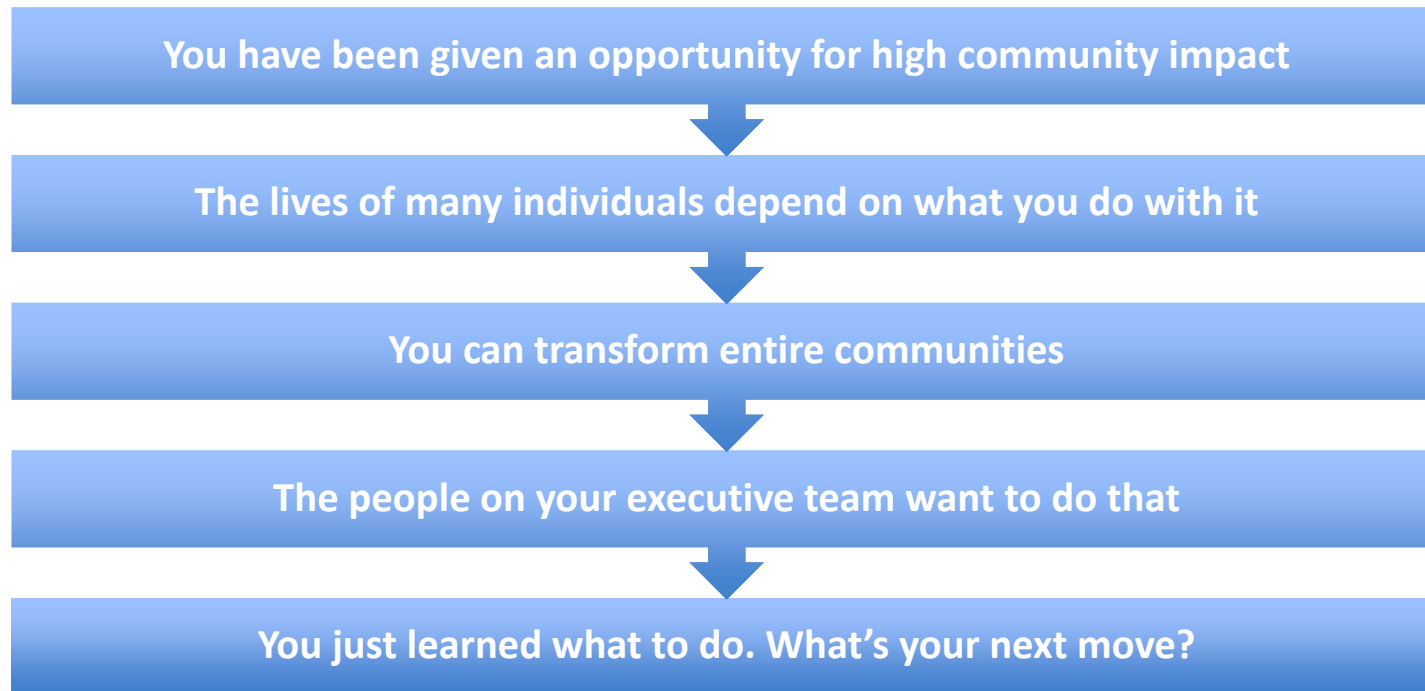 You have been given an opportunity for high community impact
The lives of many individuals depend on what you do with it
You can transform entire communities
The people on your executive team want to do that
You just learned what to do. What’s your next move?